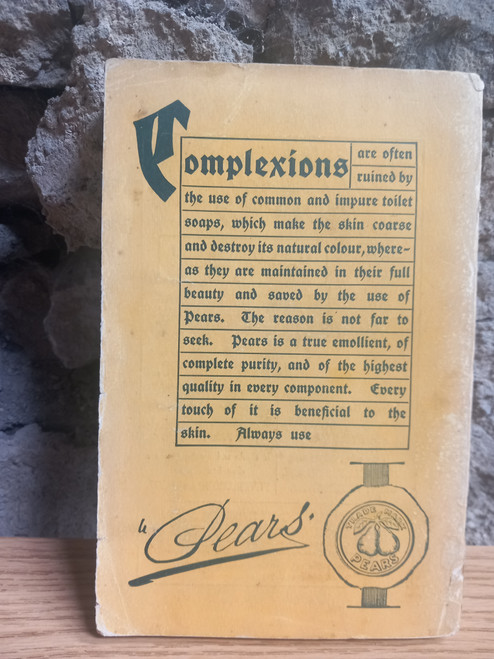 Complexions are often
ruined by
the use of common and impure toilet
soaps, which make the skin coarse
and destroy its natural colour, where-
as they are maintained in their full
beauty and saved by the use of
Pears. The reason is not far to
seek. Pears is a true emollient, of
complete purity, and of the highest
quality in every component. Every
touch of it is beneficial to the
skin. Always use
"Pears.
TRADE MARK
PEARS